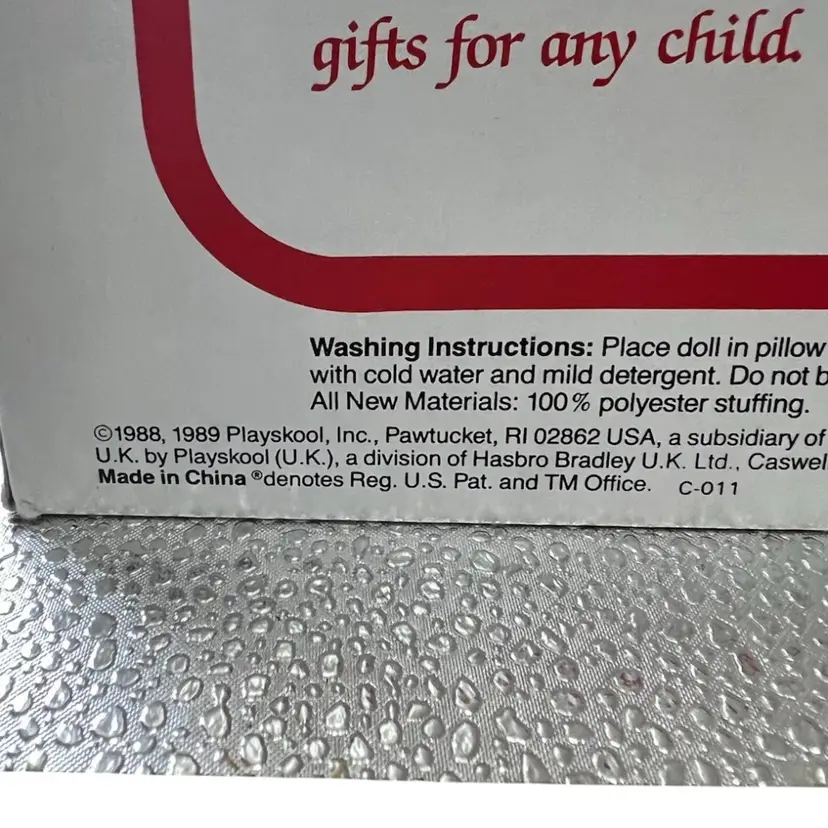 gifts for any child.
Washing Instructions: Place doll in pillow
with cold water and mild detergent. Do not b
All New Materials: 100% polyester stuffing.
©1988, 1989 Playskool, Inc., Pawtucket, RI 02862 USA, a subsidiary of
U.K. by Playskool (U.K.), a division of Hasbro Bradley U.K. Ltd., Caswel
Made in China ®denotes Reg. U.S. Pat. and TM Office. C-011